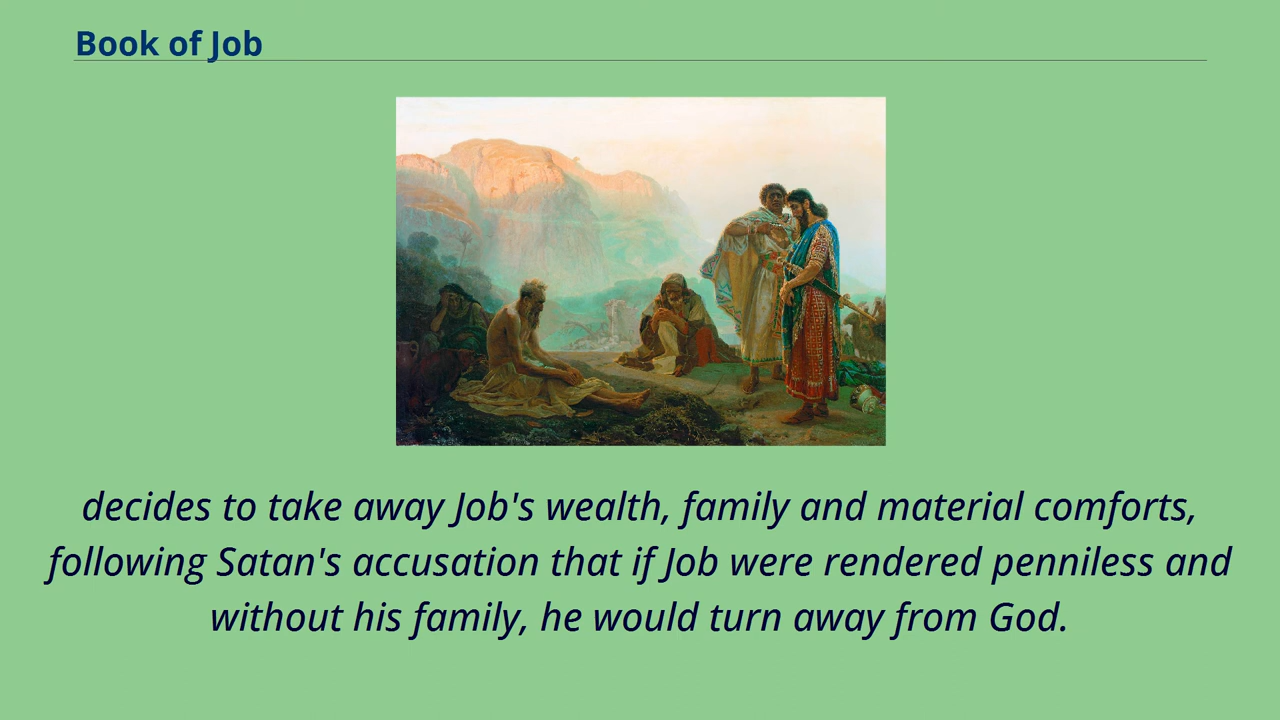 Book of Job
decides to take away Job's wealth, family and material comforts,
following Satan's accusation that if Job were rendered penniless and
without his family, he would turn away from God.